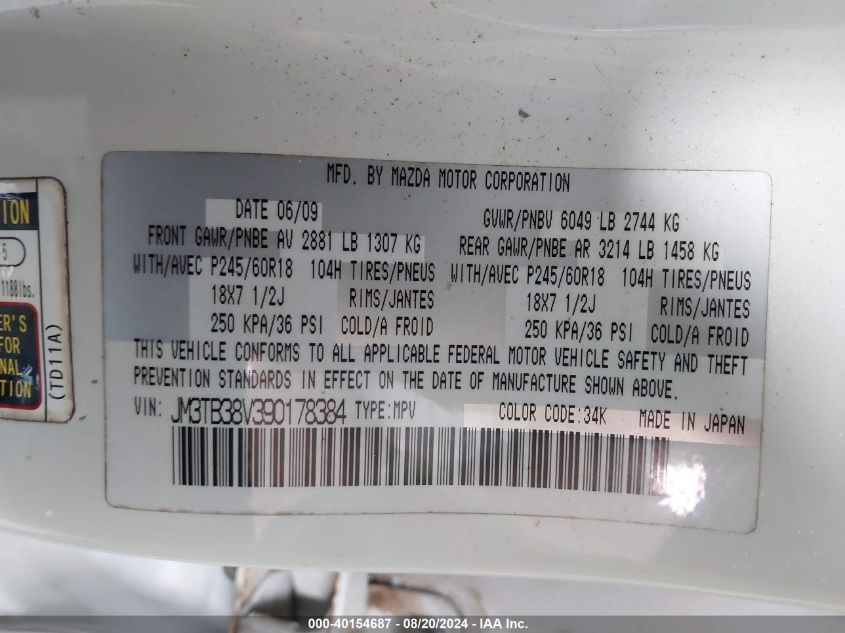 MFD. BY MAZDA MOTOR CORPORATION
DATE 06/09 GVWR/PNBV 6049 LB 2744 KG
FRONT GAWR/PNBE AV 2881 LB 1307 KG REAR GAWR/PNBE AR 3214 LB 1458 KG
WITH/AVEC P245/60R18 104H TIRES/PNEUS WITH/AVEC P245/60R18 104H TIRES/PNEUS
18X7 1/2J RIMS/JANTES 18X7 1/2J RIMS/JANTES
250 KPA/36 PSI COLD/A FROID 250 KPA/36 PSI COLD/A FROID
THIS VEHICLE CONFORMS TO ALL APPLICABLE FEDERAL MOTOR VEHICLE SAFETY AND THEFT
PREVENTION STANDARDS IN EFFECT ON THE DATE OF MANUFACTURE SHOWN ABOVE.
VIN: JM3TB38V390178384 TYPE:MPV COLOR CODE:34K MADE IN JAPAN
5
1188lbs.
FOR
(TD11A)
000-40154687 - 08/20/2024 - IAAI.com